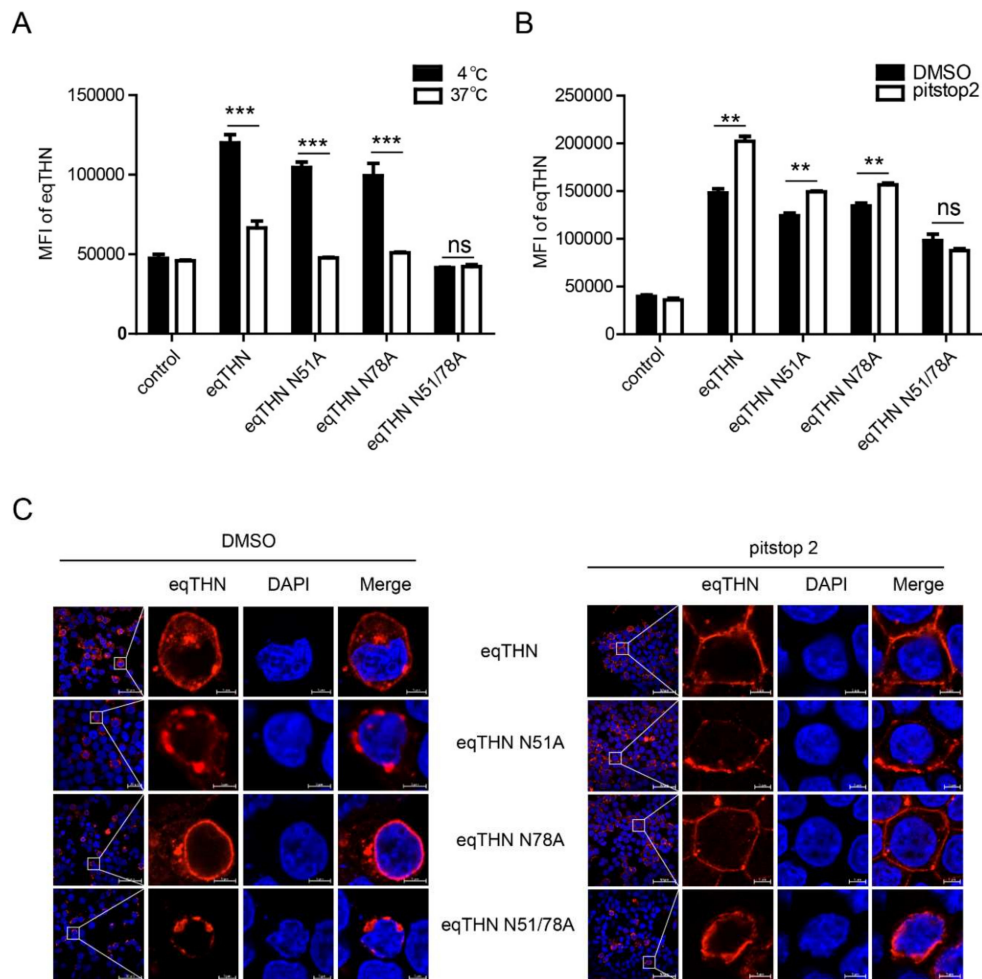 A
B
4°C
37°C
DMSO
pitstop2
150000
100000
50000
0
MFI of eqTHN
***
***
***
ns
control
eqTHN
eqTHN N51A
eqTHN N78A
eqTHN N51/78A
250000
200000
150000
100000
50000
0
MFI of eqTHN
**
**
**
ns
control
eqTHN
eqTHN N51A
eqTHN N78A
eqTHN N51/78A
C
DMSO
pitstop 2
eqTHN DAPI Merge
eqTHN DAPI Merge
eqTHN
eqTHN N51A
eqTHN N78A
eqTHN N51/78A